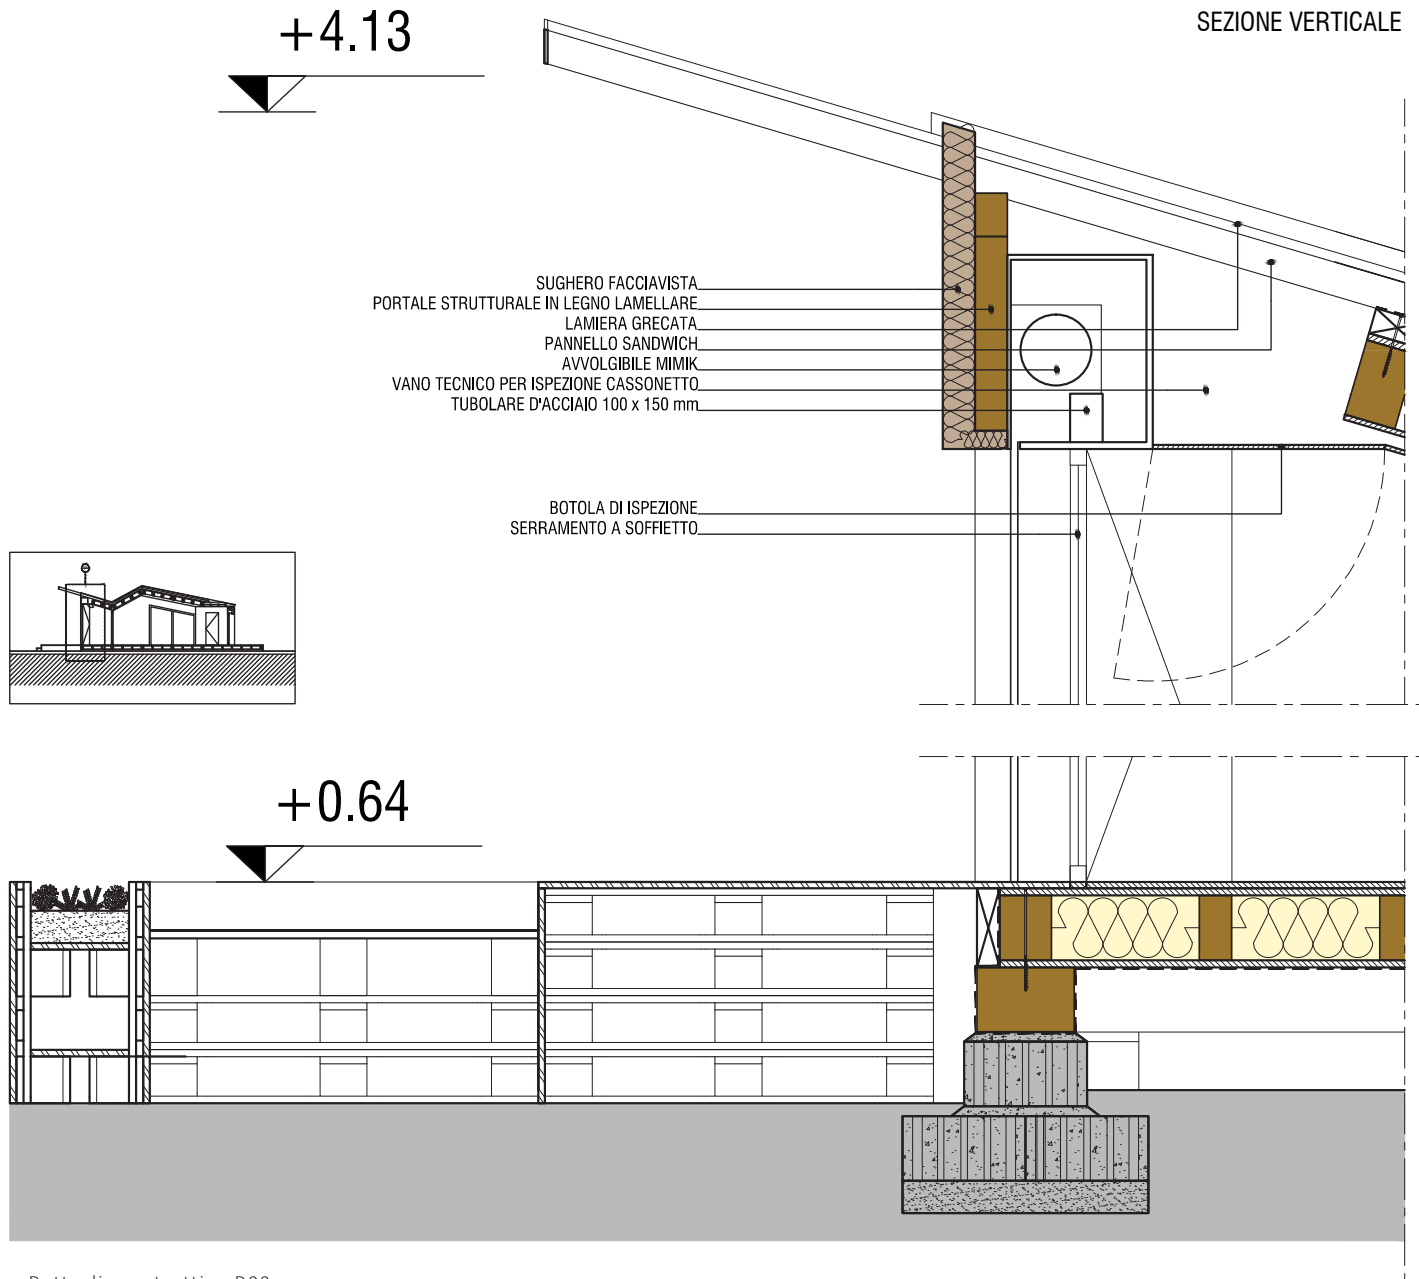 +4.13
SEZIONE VERTICALE
SUGHERO FACCIAVISTA
PORTALE STRUTTURALE IN LEGNO LAMELLARE
LAMIERA GRECATA
PANNELLO SANDWICH
AVVOLGIBILE MIMIK
VANO TECNICO PER ISPEZIONE CASSONETTO
TUBOLARE D'ACCIAIO 100 x 150 mm
BOTOLA DI ISPEZIONE
SERRAMENTO A SOFFIETTO
+0.64